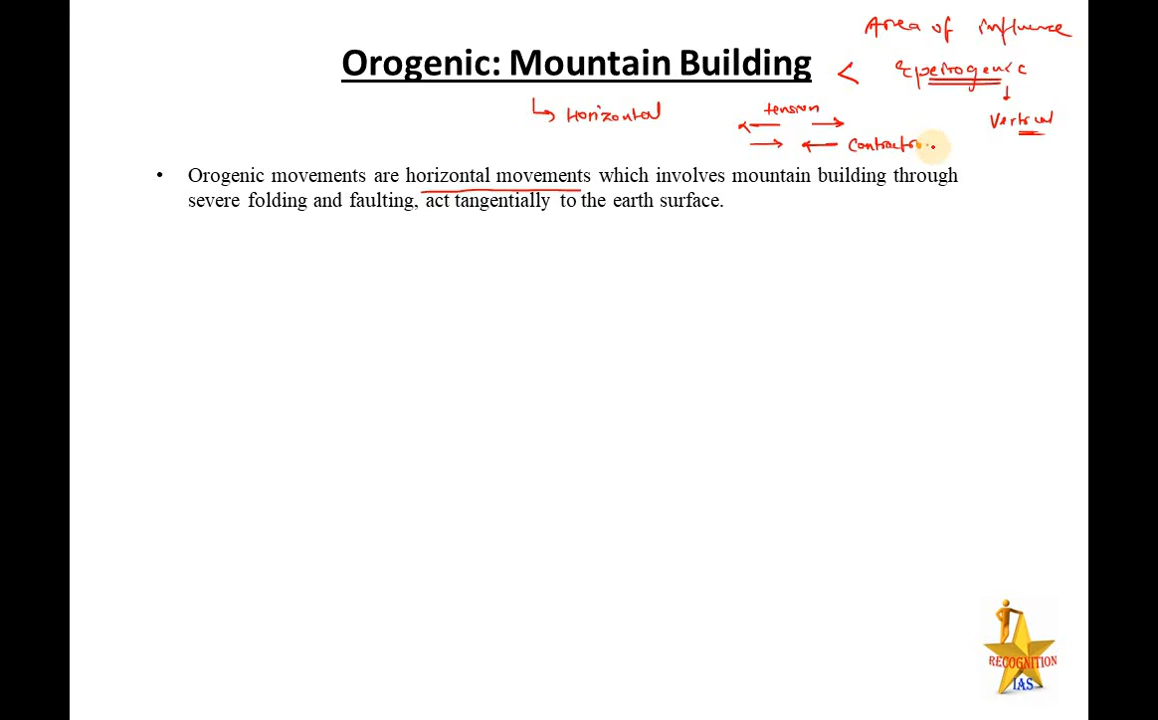 Area of influence
Orogenic: Mountain Building < Epeirogenic
↳ Horizontal
tension
Vertical
Contraction
• Orogenic movements are horizontal movements which involves mountain building through
severe folding and faulting, act tangentially to the earth surface.
RECOGNITION
IAS